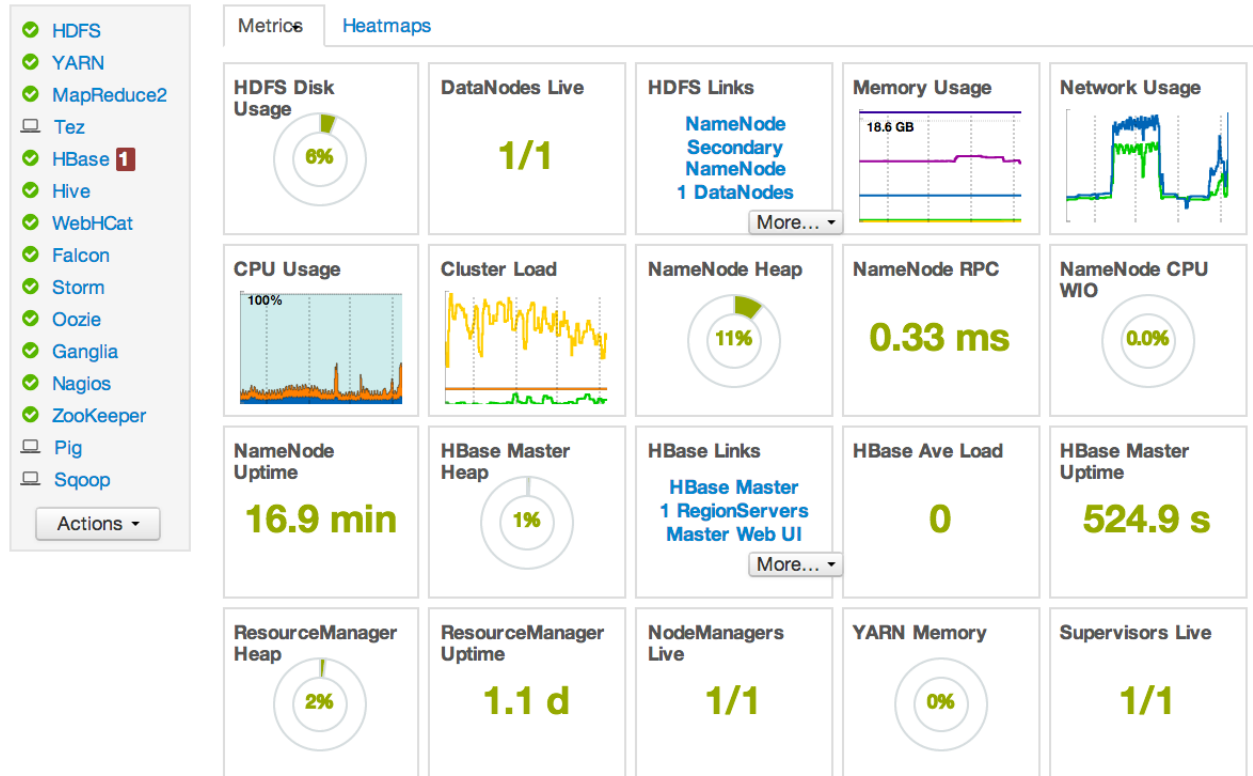 HDFS
YARN
MapReduce2
Tez
HBase 1
Hive
WebHCat
Falcon
Storm
Oozie
Ganglia
Nagios
ZooKeeper
Pig
Sqoop
Actions
Metrics
Heatmaps
HDFS Disk
Usage
6%
DataNodes Live
1/1
HDFS Links
NameNode
Secondary
NameNode
1 DataNodes
More...
Memory Usage
18.6 GB
Network Usage
CPU Usage
100%
Cluster Load
NameNode Heap
11%
NameNode RPC
0.33 ms
NameNode CPU
WIO
0.0%
NameNode
Uptime
16.9 min
HBase Master
Heap
1%
HBase Links
HBase Master
1 RegionServers
Master Web UI
More...
HBase Ave Load
0
HBase Master
Uptime
524.9 s
ResourceManager
Heap
2%
ResourceManager
Uptime
1.1 d
NodeManagers
Live
1/1
YARN Memory
0%
Supervisors Live
1/1